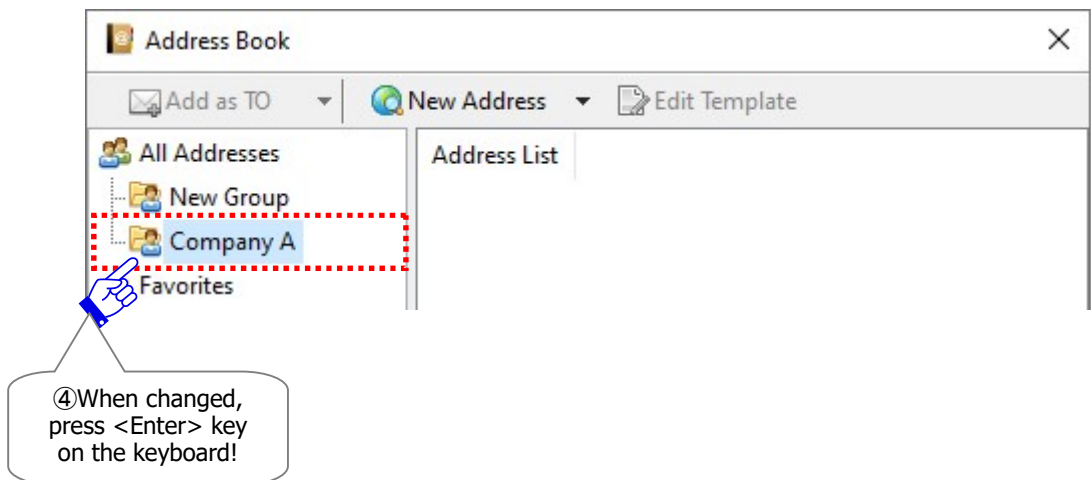 Address Book
Add as TO
New Address
Edit Template
All Addresses
Address List
New Group
Company A
Favorites
④When changed,
press <Enter> key
on the keyboard!